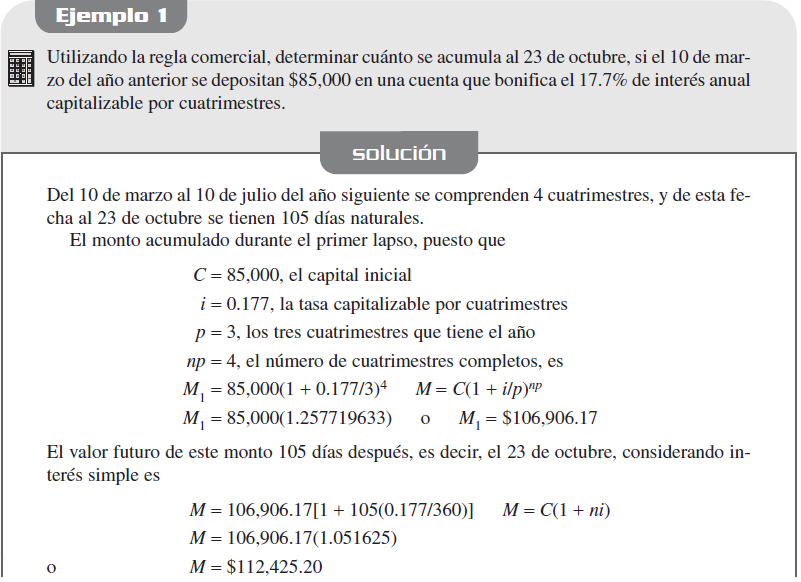 Ejemplo 1
Utilizando la regla comercial, determinar cuánto se acumula al 23 de octubre, si el 10 de mar-
zo del año anterior se depositan $85,000 en una cuenta que bonifica el 17.7% de interés anual
capitalizable por cuatrimestres.
solución
Del 10 de marzo al 10 de julio del año siguiente se comprenden 4 cuatrimestres, y de esta fe-
cha al 23 de octubre se tienen 105 días naturales.
El monto acumulado durante el primer lapso, puesto que
C = 85,000, el capital inicial
i = 0.177, la tasa capitalizable por cuatrimestres
p = 3, los tres cuatrimestres que tiene el año
np = 4, el número de cuatrimestres completos, es
M₁ = 85,000(1 + 0.177/3)⁴ M = C(1 + i/p)ⁿᵖ
M₁ = 85,000(1.257719633) o M₁ = $106,906.17
El valor futuro de este monto 105 días después, es decir, el 23 de octubre, considerando in-
terés simple es
M = 106,906.17[1 + 105(0.177/360)] M = C(1 + ni)
M = 106,906.17(1.051625)
o M = $112,425.20